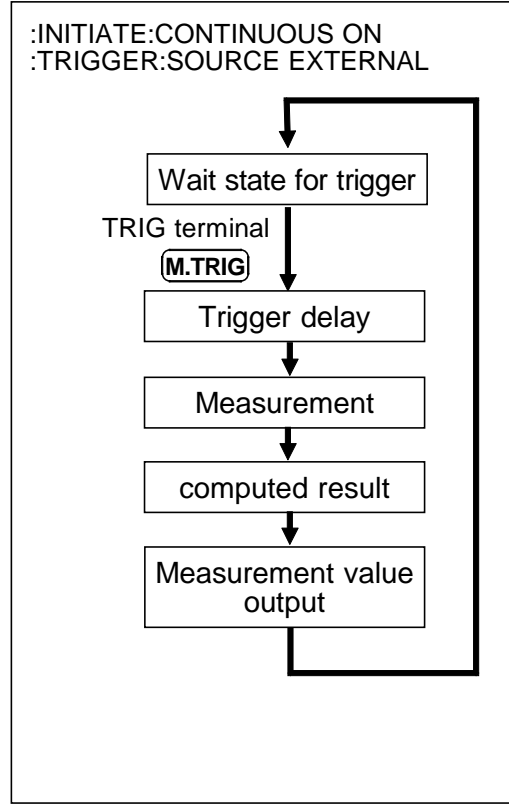 :INITIATE:CONTINUOUS ON
:TRIGGER:SOURCE EXTERNAL
Wait state for trigger
TRIG terminal
M.TRIG
Trigger delay
Measurement
computed result
Measurement value
output